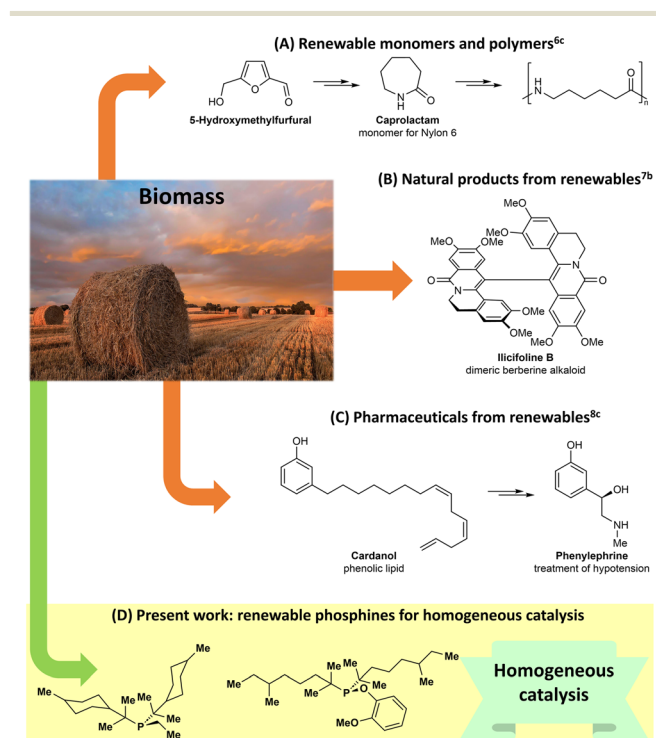 (A) Renewable monomers and polymers6c
HO
O
O
N
H
O
H
N
O
n
5-Hydroxymethylfurfural
Caprolactam
monomer for Nylon 6
Biomass
(B) Natural products from renewables7b
MeO
MeO
MeO
OMe
N
O
O
N
OMe
OMe
MeO
OMe
Ilicifoline B
dimeric berberine alkaloid
(C) Pharmaceuticals from renewables8c
OH
OH
OH
NH
Me
Cardanol
phenolic lipid
Phenylephrine
treatment of hypotension
(D) Present work: renewable phosphines for homogeneous catalysis
Me
Me
Me
Me
Me
Me
P
Me
Me
Me
Me
Me
Me
Me
Me
Me
P
O
MeO
Homogeneous
catalysis